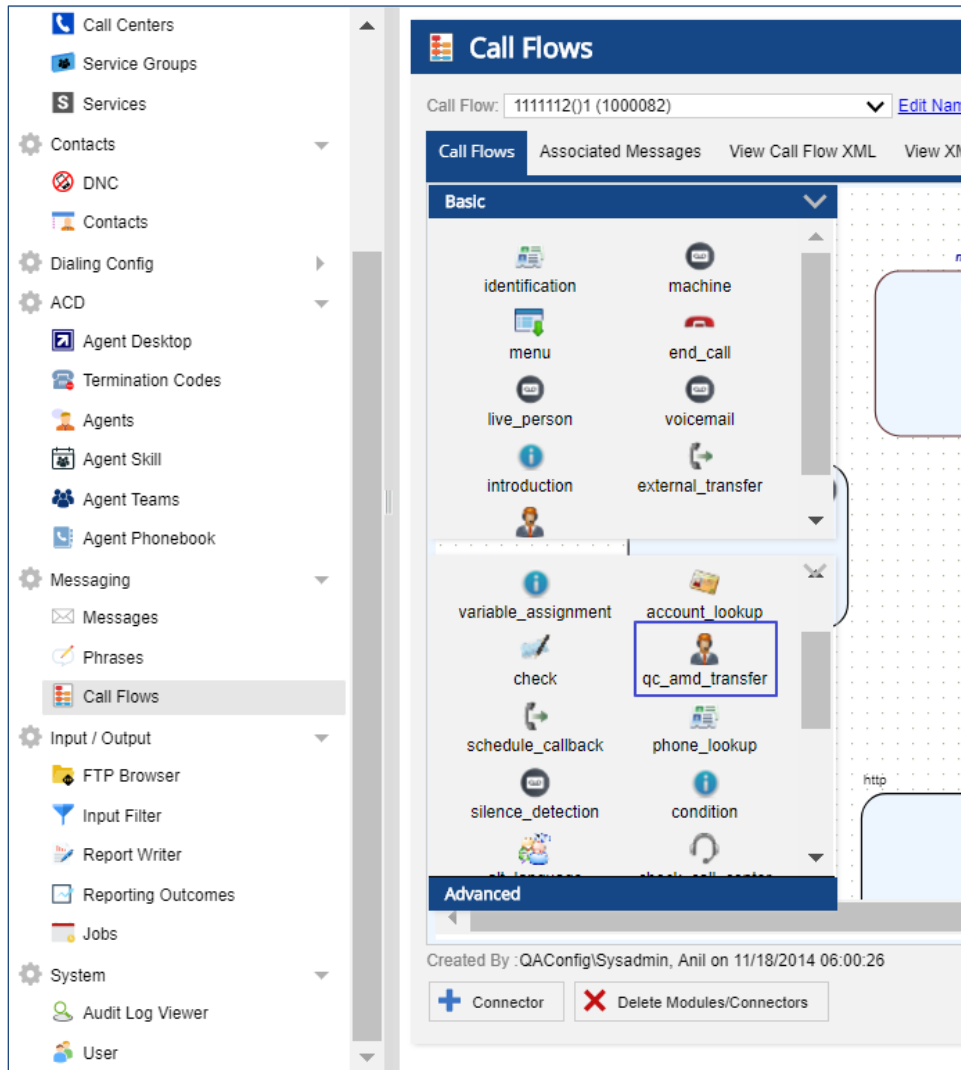 Call Centers
Service Groups
Services
Contacts
DNC
Contacts
Dialing Config
ACD
Agent Desktop
Termination Codes
Agents
Agent Skill
Agent Teams
Agent Phonebook
Messaging
Messages
Phrases
Call Flows
Input / Output
FTP Browser
Input Filter
Report Writer
Reporting Outcomes
Jobs
System
Audit Log Viewer
User
Call Flows
Call Flow: 1111112()1 (1000082) Edit Nam
Call Flows Associated Messages View Call Flow XML View XM
Basic
identification machine
menu end_call
live_person voicemail
introduction external_transfer
variable_assignment account_lookup
check qc_amd_transfer
schedule_callback phone_lookup
http
silence_detection condition
Advanced
Created By :QAConfig\Sysadmin, Anil on 11/18/2014 06:00:26
Connector Delete Modules/Connectors